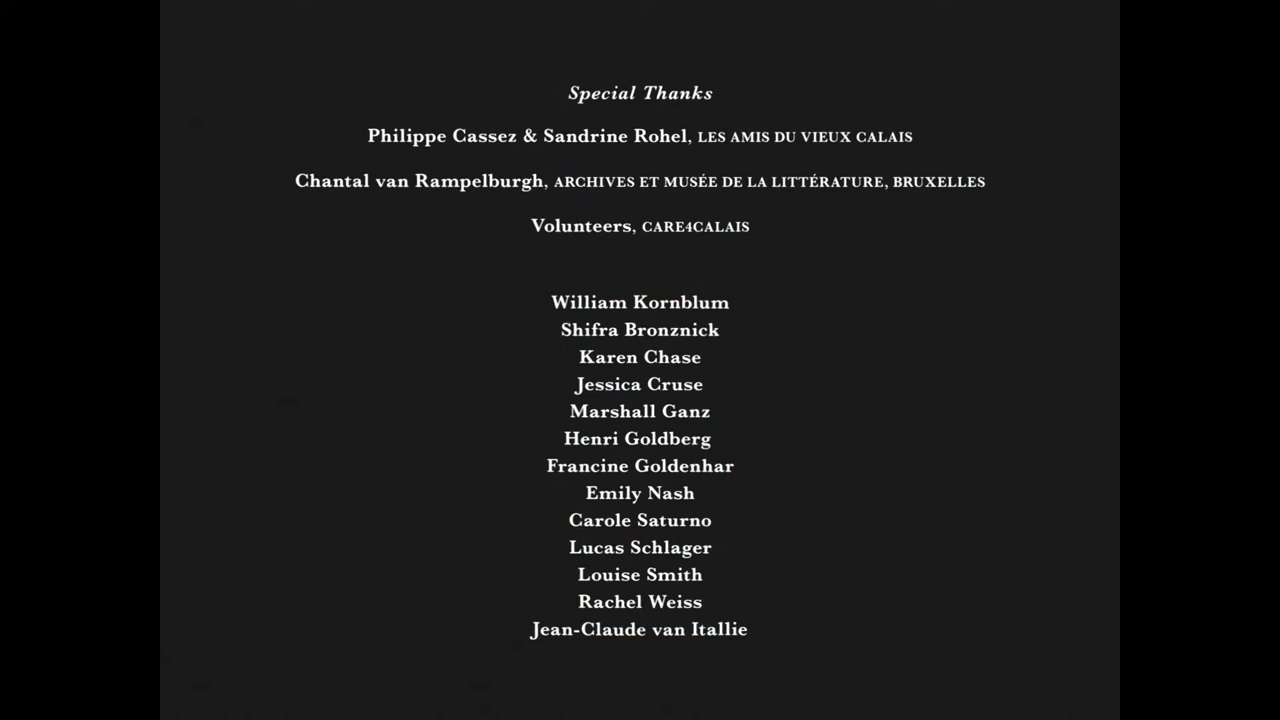 Special Thanks
Philippe Cassez & Sandrine Rohel, LES AMIS DU VIEUX CALAIS
Chantal van Rampelburgh, ARCHIVES ET MUSÉE DE LA LITTÉRATURE, BRUXELLES
Volunteers, CARE4CALAIS
William Kornblum
Shifra Bronznick
Karen Chase
Jessica Cruse
Marshall Ganz
Henri Goldberg
Francine Goldenhar
Emily Nash
Carole Saturno
Lucas Schlager
Louise Smith
Rachel Weiss
Jean-Claude van Itallie